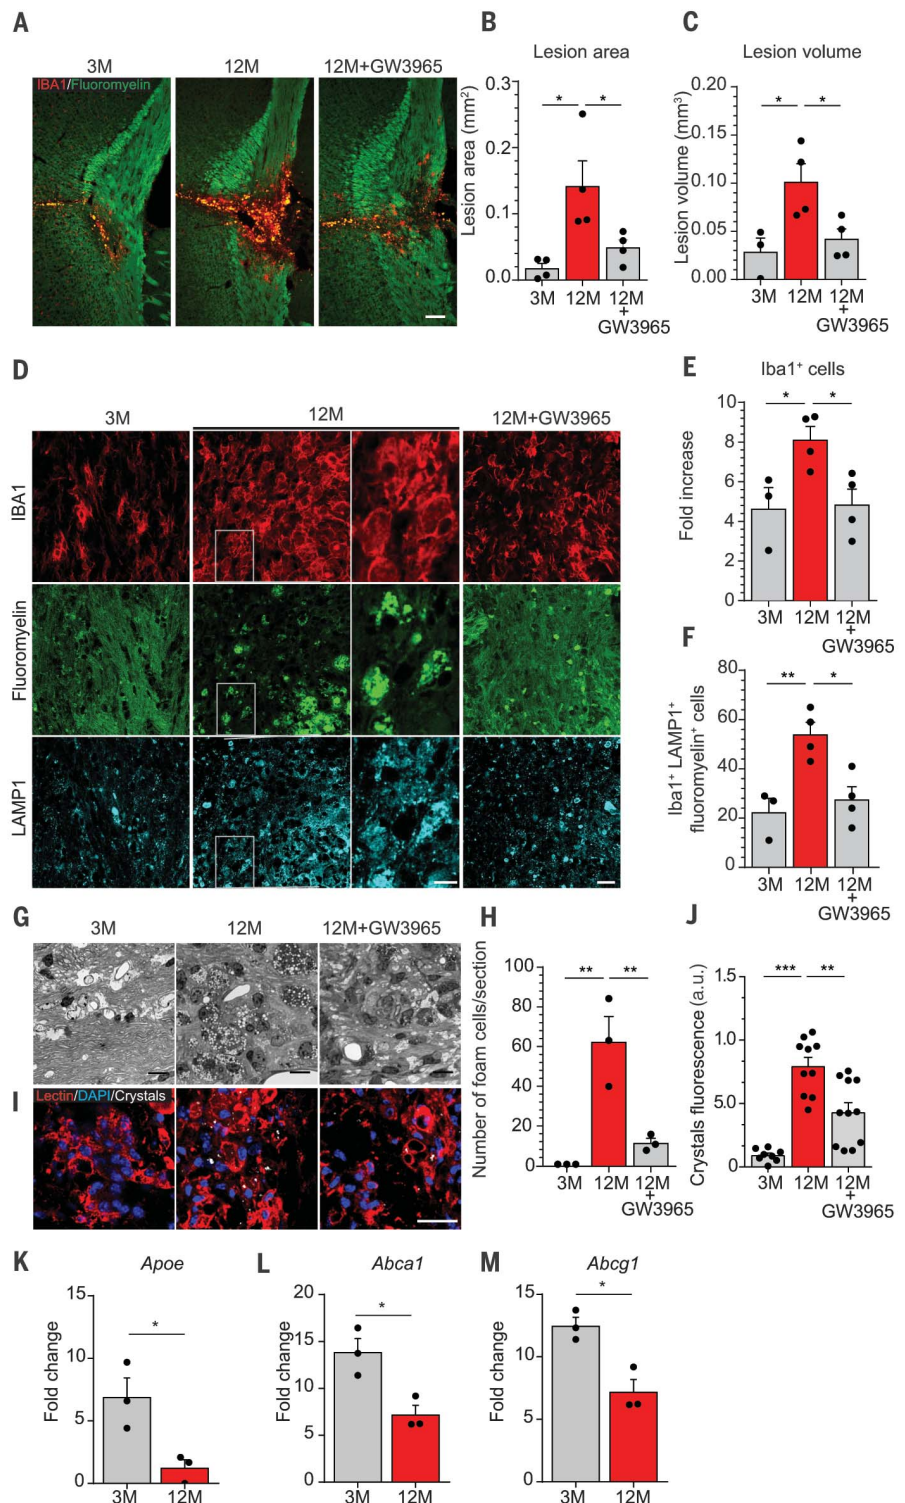 A
3M
12M
12M+GW3965
IBA1/Fluoromyelin
B
Lesion area
Lesion area (mm²)
0.3
0.2
0.1
0.0
*
*
3M
12M
12M
+
GW3965
C
Lesion volume
Lesion volume (mm³)
0.20
0.15
0.10
0.05
0.00
*
*
3M
12M
12M
+
GW3965
D
3M
12M
12M+GW3965
IBA1
Fluoromyelin
LAMP1
E
Iba1⁺ cells
Fold increase
10
8
6
4
2
0
*
*
3M
12M
12M
+
GW3965
F
Iba1⁺ LAMP1⁺
fluoromyelin⁺ cells
80
60
40
20
0
**
*
3M
12M
12M
+
GW3965
G
3M
12M
12M+GW3965
H
Number of foam cells/section
100
80
60
40
20
0
**
**
3M
12M
12M
+
GW3965
I
Lectin/DAPI/Crystals
J
Crystals fluorescence (a.u.)
1.5
1.0
5.0
0
***
**
3M
12M
12M
+
GW3965
K
Apoe
Fold change
15
10
5
0
*
3M
12M
L
Abca1
Fold change
20
15
10
5
0
*
3M
12M
M
Abcg1
Fold change
15
10
5
0
*
3M
12M